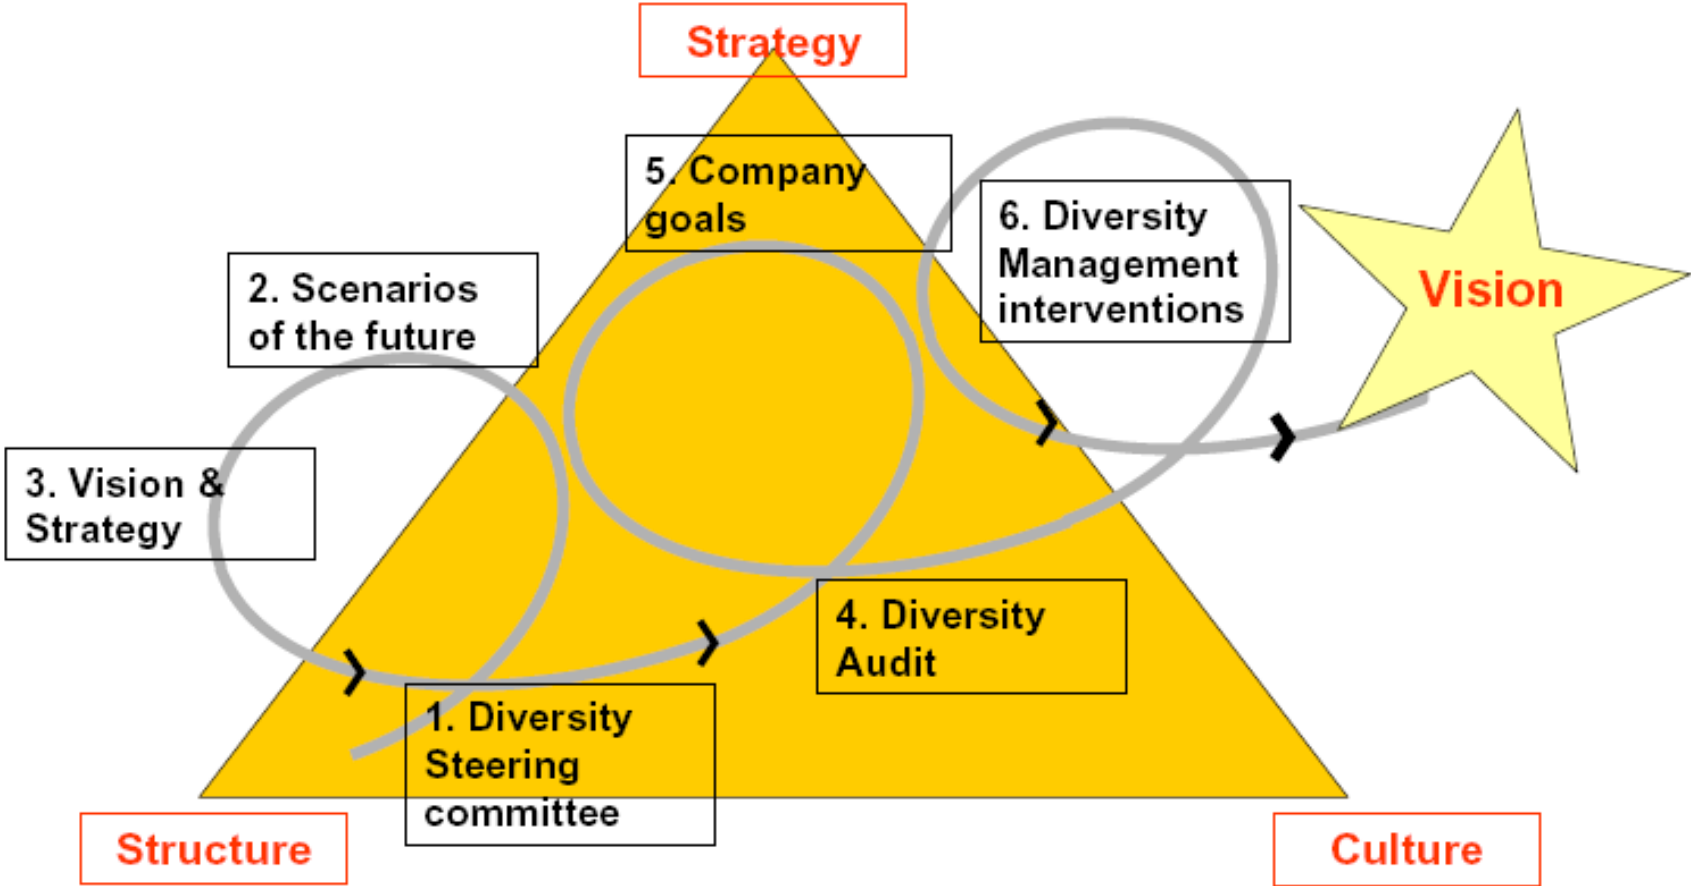 Strategy
5. Company
goals
6. Diversity
Management
interventions
Vision
2. Scenarios
of the future
3. Vision &
Strategy
4. Diversity
Audit
1. Diversity
Steering
committee
Structure
Culture